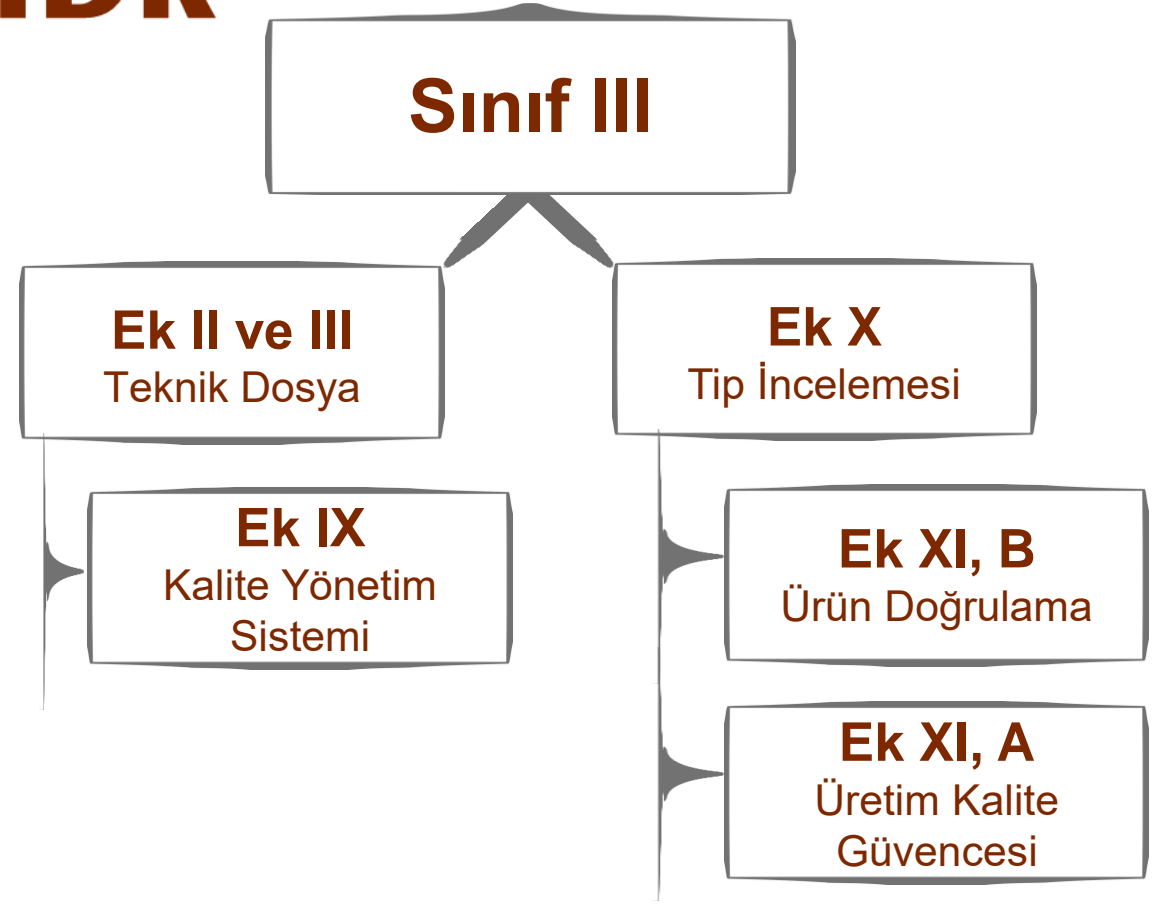 Sınıf III
Ek II ve III
Teknik Dosya
Ek X
Tip İncelemesi
Ek IX
Kalite Yönetim
Sistemi
Ek XI, B
Ürün Doğrulama
Ek XI, A
Üretim Kalite
Güvencesi